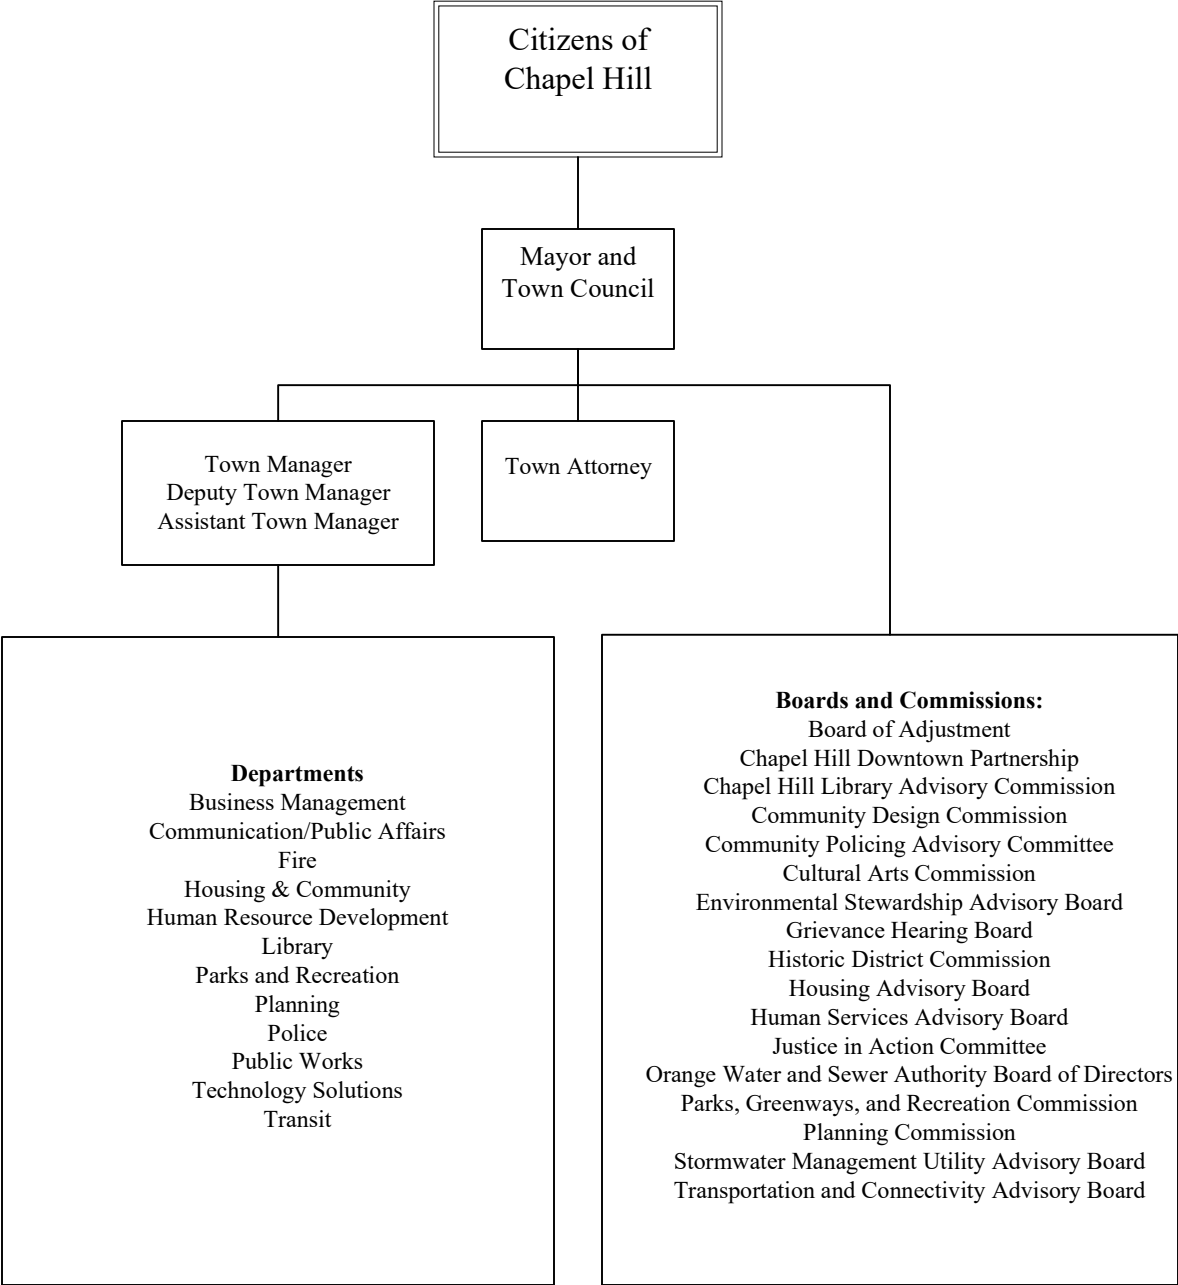 Citizens of
Chapel Hill
Mayor and
Town Council
Town Manager
Deputy Town Manager
Assistant Town Manager
Town Attorney
Departments
Business Management
Communication/Public Affairs
Fire
Housing & Community
Human Resource Development
Library
Parks and Recreation
Planning
Police
Public Works
Technology Solutions
Transit
Boards and Commissions:
Board of Adjustment
Chapel Hill Downtown Partnership
Chapel Hill Library Advisory Commission
Community Design Commission
Community Policing Advisory Committee
Cultural Arts Commission
Environmental Stewardship Advisory Board
Grievance Hearing Board
Historic District Commission
Housing Advisory Board
Human Services Advisory Board
Justice in Action Committee
Orange Water and Sewer Authority Board of Directors
Parks, Greenways, and Recreation Commission
Planning Commission
Stormwater Management Utility Advisory Board
Transportation and Connectivity Advisory Board